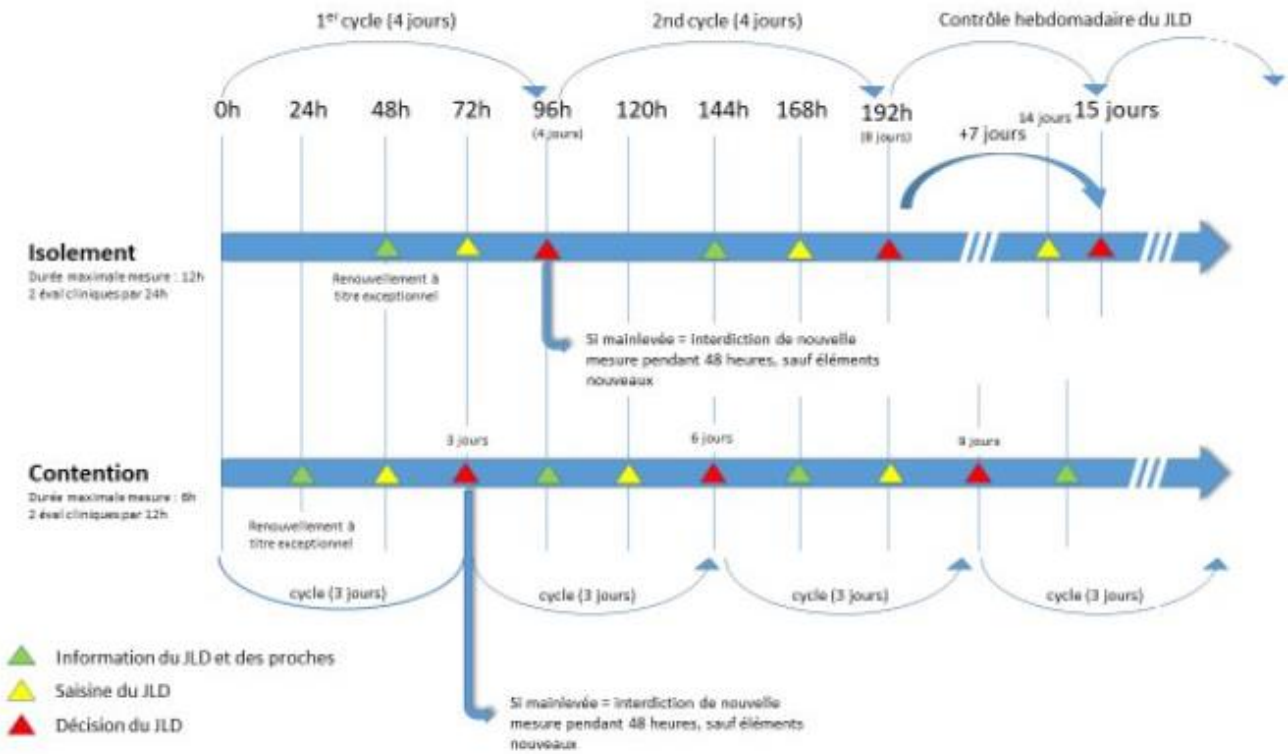 1er cycle (4 jours)
2nd cycle (4 jours)
Contrôle hebdomadaire du JLD
0h
24h
48h
72h
96h
(4 jours)
120h
144h
168h
192h
(8 jours)
+7 jours
14 jours
15 jours
Isolement
Durée maximale mesure : 12h
2 éval cliniques par 24h
Renouvellement à
titre exceptionnel
Si mainlevée = interdiction de nouvelle
mesure pendant 48 heures, sauf éléments
nouveaux
3 jours
6 jours
9 jours
Contention
Durée maximale mesure : 6h
2 éval cliniques par 12h
Renouvellement à
titre exceptionnel
cycle (3 jours)
cycle (3 jours)
cycle (3 jours)
cycle (3 jours)
Information du JLD et des proches
Saisine du JLD
Décision du JLD
Si mainlevée = interdiction de nouvelle
mesure pendant 48 heures, sauf éléments
nouveaux